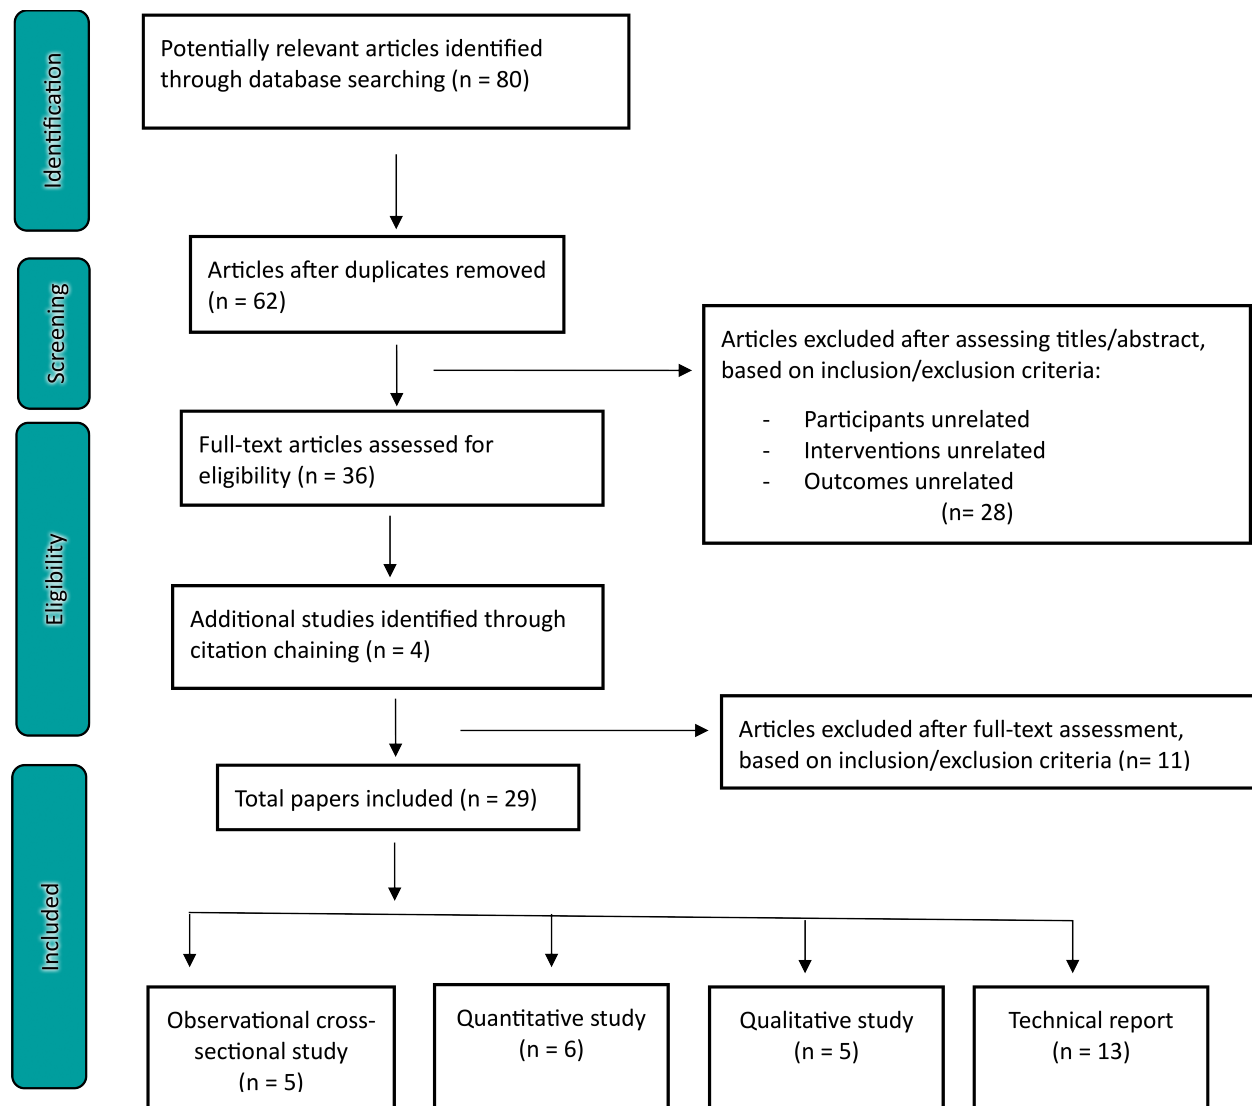 Identification
Potentially relevant articles identified
through database searching (n = 80)
Screening
Articles after duplicates removed
(n = 62)
Articles excluded after assessing titles/abstract,
based on inclusion/exclusion criteria:
- Participants unrelated
- Interventions unrelated
- Outcomes unrelated
(n= 28)
Eligibility
Full-text articles assessed for
eligibility (n = 36)
Additional studies identified through
citation chaining (n = 4)
Articles excluded after full-text assessment,
based on inclusion/exclusion criteria (n= 11)
Included
Total papers included (n = 29)
Observational cross-
sectional study
(n = 5)
Quantitative study
(n = 6)
Qualitative study
(n = 5)
Technical report
(n = 13)